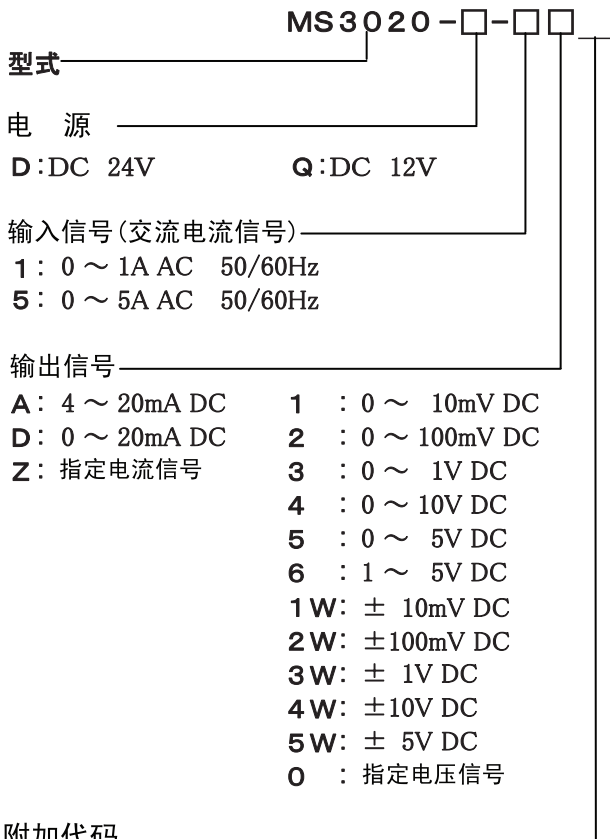 MS3020-□-□□
型式
电 源
D:DC 24V Q:DC 12V
输入信号(交流电流信号)
1: 0 ~ 1A AC 50/60Hz
5: 0 ~ 5A AC 50/60Hz
输出信号
A: 4 ~ 20mA DC 1 : 0 ~ 10mV DC
D: 0 ~ 20mA DC 2 : 0 ~ 100mV DC
Z: 指定电流信号 3 : 0 ~ 1V DC
4 : 0 ~ 10V DC
5 : 0 ~ 5V DC
6 : 1 ~ 5V DC
1W: ± 10mV DC
2W: ±100mV DC
3W: ± 1V DC
4W: ±10V DC
5W: ± 5V DC
0 : 指定电压信号
附加代码